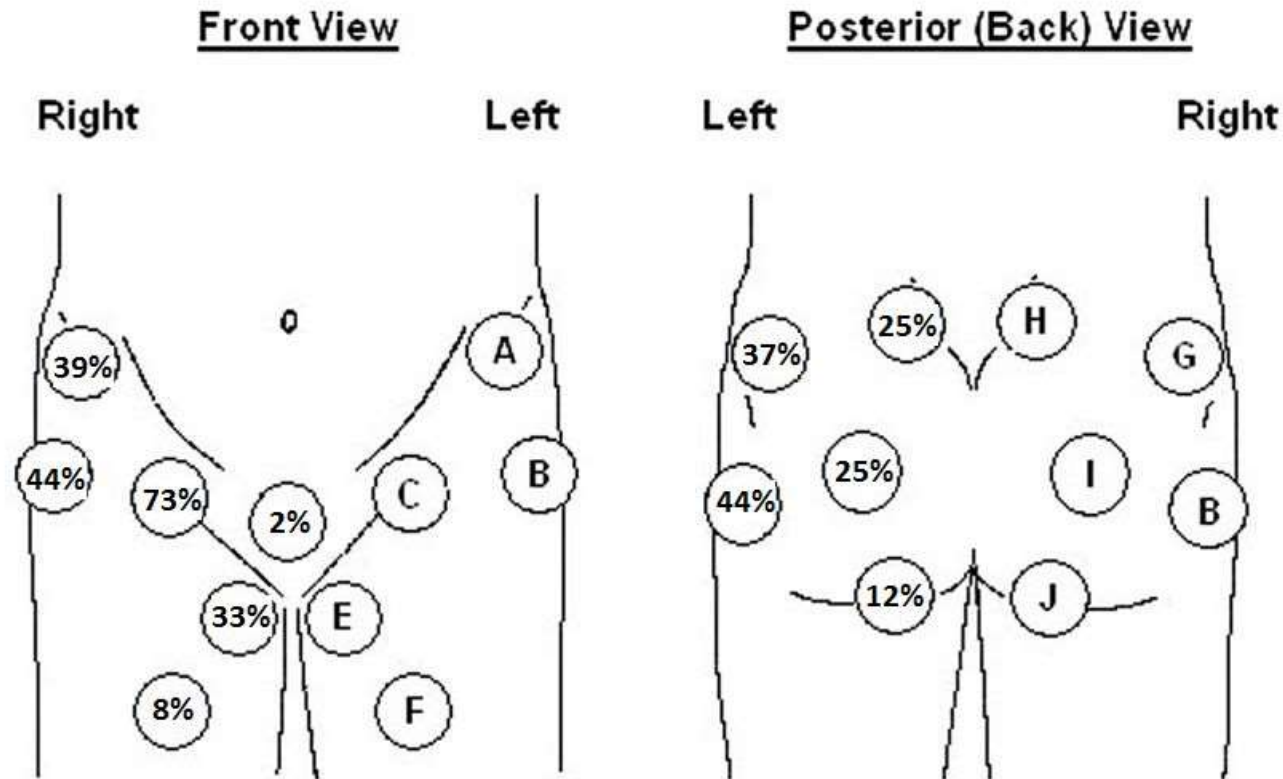 Front View
Right Left
39% A
44% 73% 2% C B
33% E
8% F
Posterior (Back) View
Left Right
37% 25% H G
44% 25% I B
12% J